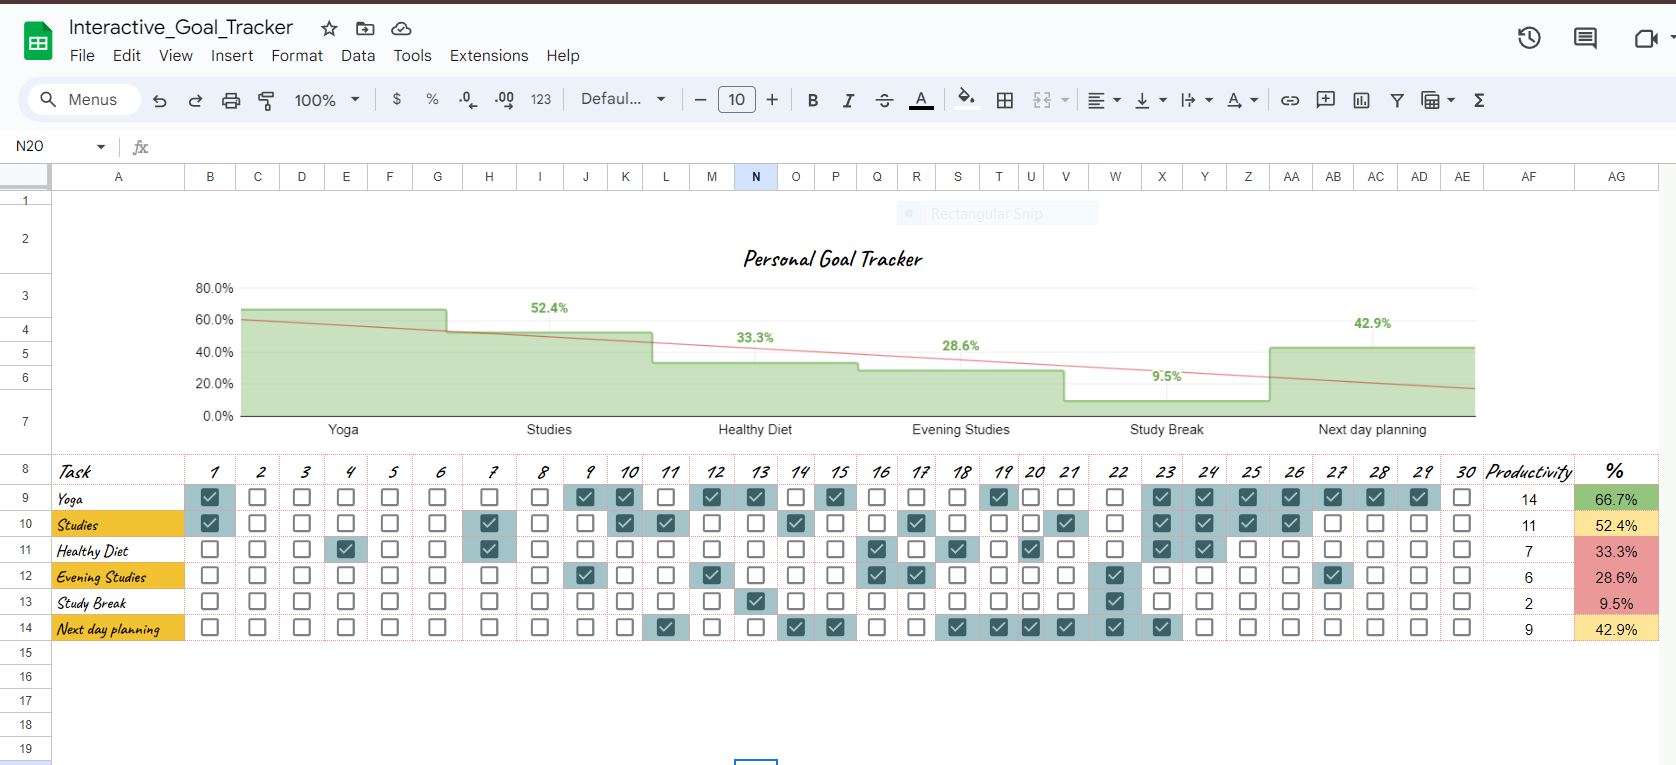 Interactive_Goal_Tracker
File Edit View Insert Format Data Tools Extensions Help
Menus 100% $ % .0 .00 123 Defaul... − 10 + B I S A A Σ
N20 fx
A B C D E F G H I J K L M N O P Q R S T U V W X Y Z AA AB AC AD AE AF AG
1
Rectangular Snip
2
Personal Goal Tracker
3
80.0%
52.4%
4
60.0%
42.9%
33.3%
28.6%
5
40.0%
9.5%
6
20.0%
7
0.0%
Yoga Studies Healthy Diet Evening Studies Study Break Next day planning
8 Task 1 2 3 4 5 6 7 8 9 10 11 12 13 14 15 16 17 18 19 20 21 22 23 24 25 26 27 28 29 30 Productivity %
9 Yoga 14 66.7%
10 Studies 11 52.4%
11 Healthy Diet 7 33.3%
12 Evening Studies 6 28.6%
13 Study Break 2 9.5%
14 Next day planning 9 42.9%
15
16
17
18
19